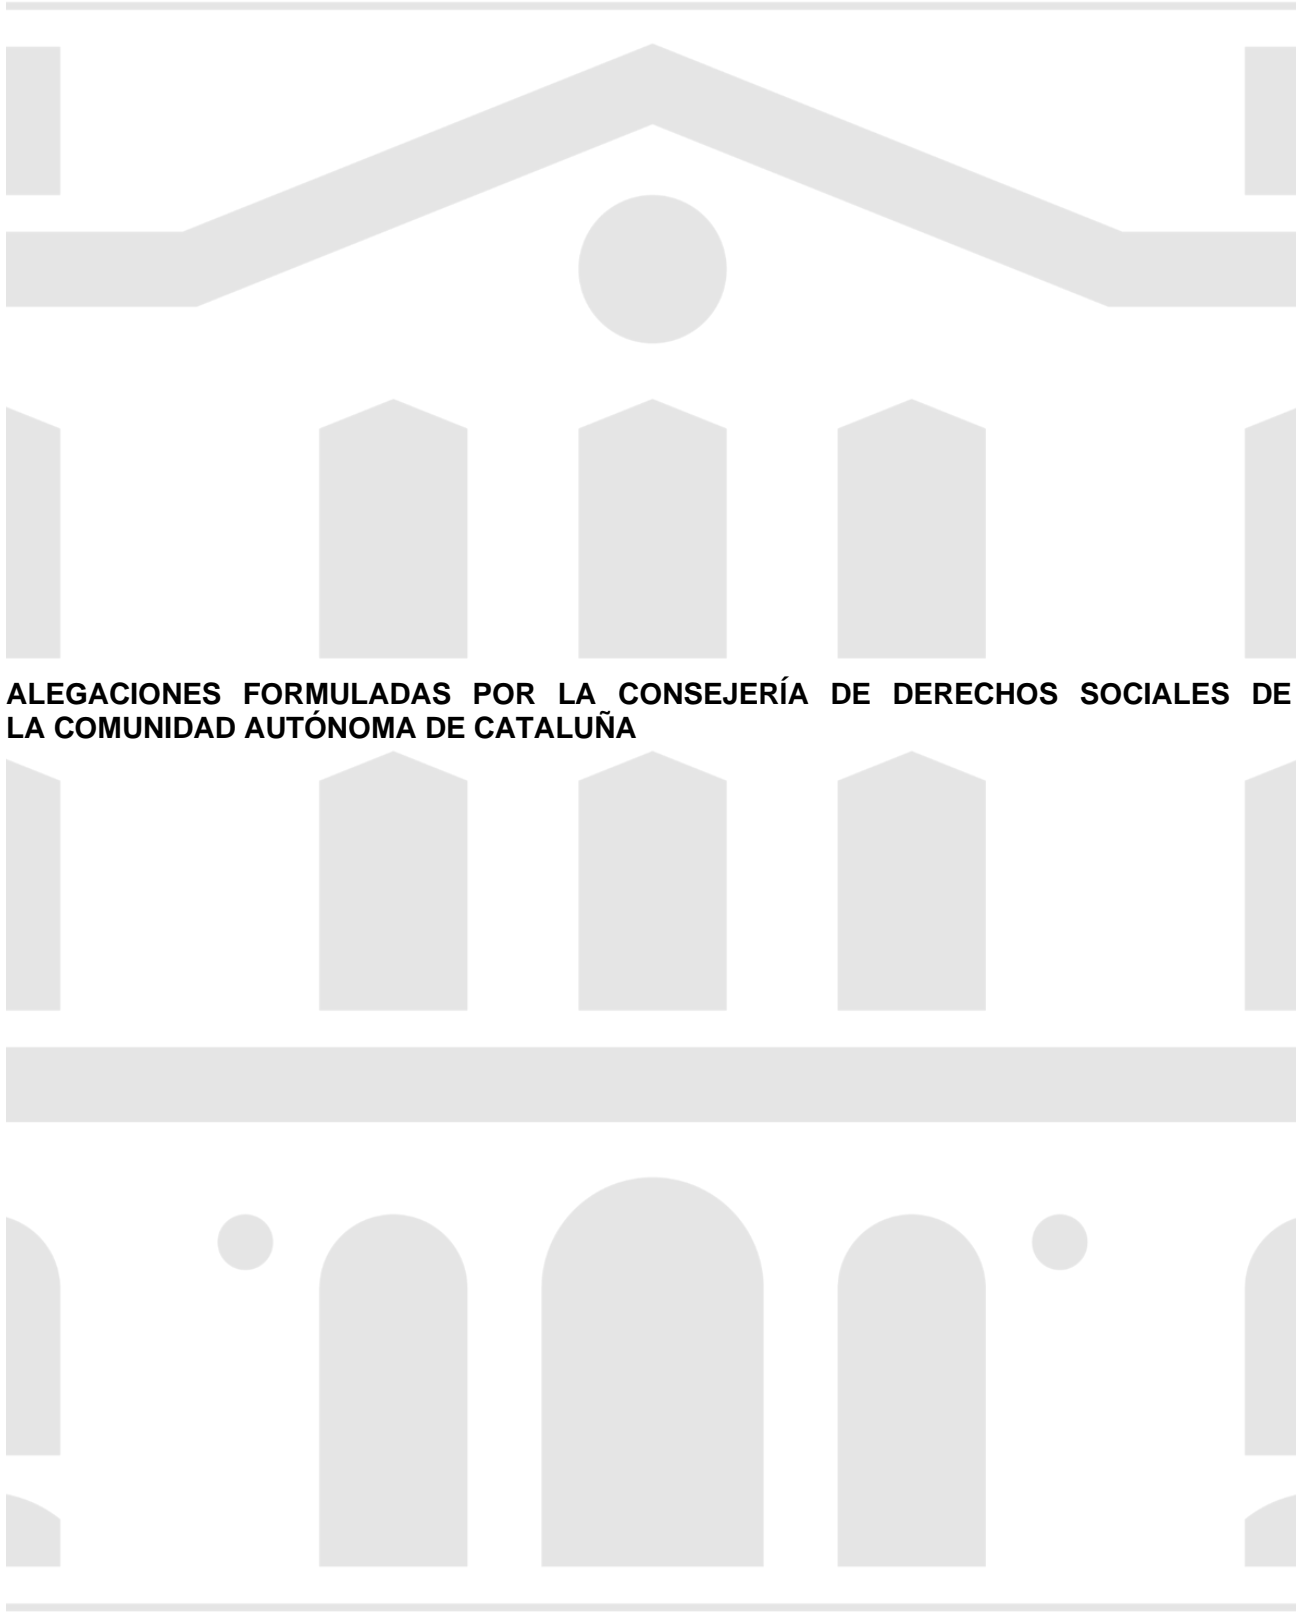 ALEGACIONES FORMULADAS POR LA CONSEJERÍA DE DERECHOS SOCIALES DE
LA COMUNIDAD AUTÓNOMA DE CATALUÑA